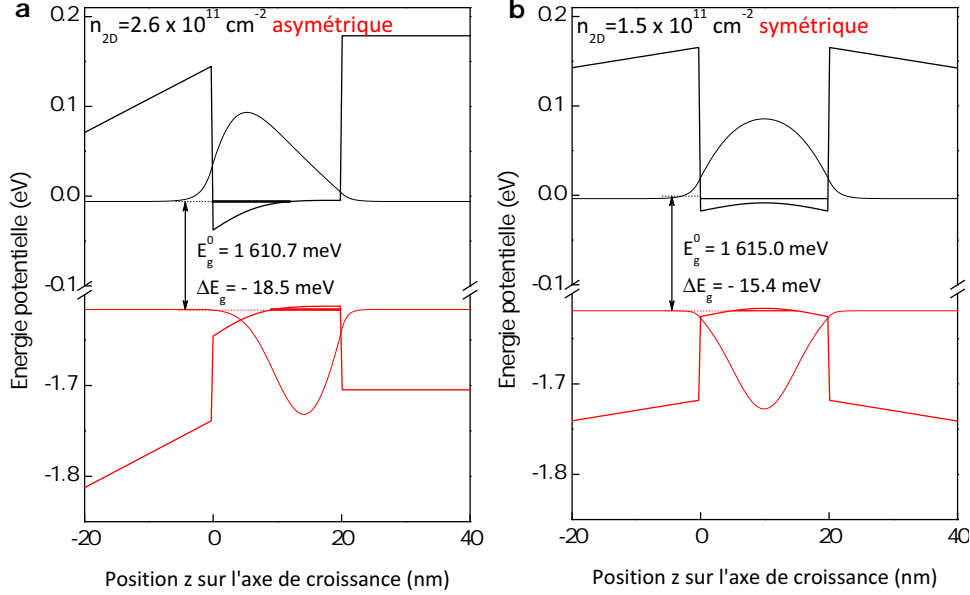 a
n2D=2.6 x 10^11 cm^-2 asymétrique
0.2
0.1
0.0
-0.1
-1.7
-1.8
Energie potentielle (eV)
E_g^0 = 1 610.7 meV
ΔE_g = - 18.5 meV
-20 0 20 40
Position z sur l'axe de croissance (nm)
b
n2D=1.5 x 10^11 cm^-2 symétrique
0.2
0.1
0.0
-0.1
-1.7
-1.8
Energie potentielle (eV)
E_g^0 = 1 615.0 meV
ΔE_g = - 15.4 meV
-20 0 20 40
Position z sur l'axe de croissance (nm)